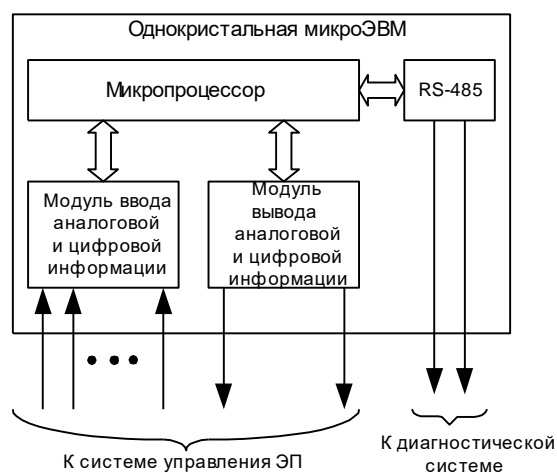 Однокристальная микроЭВМ
Микропроцессор
RS-485
Модуль ввода
аналоговой
и цифровой
информации
Модуль
вывода
аналоговой
и цифровой
информации
К системе управления ЭП
К диагностической
системе